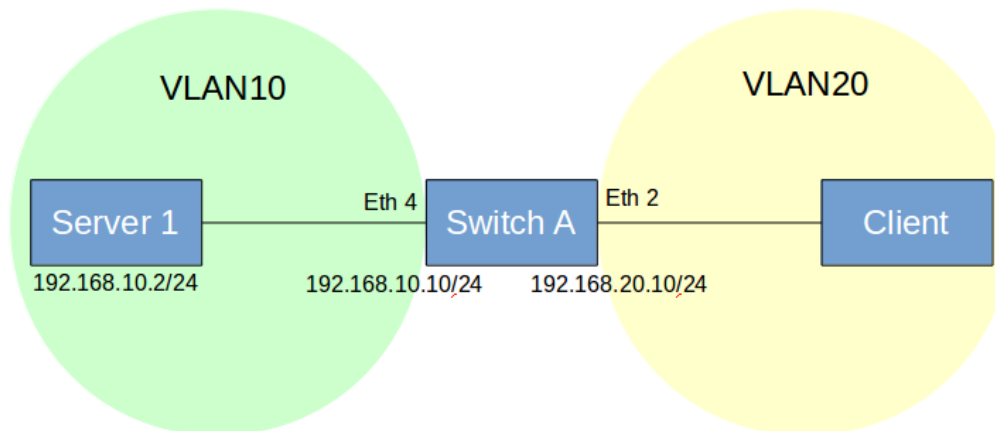 VLAN10
VLAN20
Server 1
Eth 4
Switch A
Eth 2
Client
192.168.10.2/24
192.168.10.10/24
192.168.20.10/24